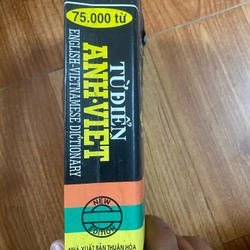 75.000 từ
TỪ ĐIỂN
ANH-VIỆT
ENGLISH-VIETNAMESE DICTIONARY
NEW
EDITION
NHÀ XUẤT BẢN THUẬN HÓA